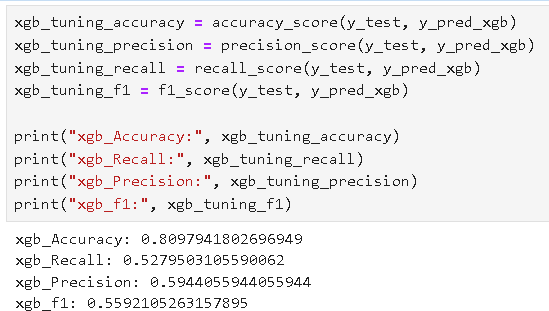 xgb_tuning_accuracy = accuracy_score(y_test, y_pred_xgb)
xgb_tuning_precision = precision_score(y_test, y_pred_xgb)
xgb_tuning_recall = recall_score(y_test, y_pred_xgb)
xgb_tuning_f1 = f1_score(y_test, y_pred_xgb)

print("xgb_Accuracy:", xgb_tuning_accuracy)
print("xgb_Recall:", xgb_tuning_recall)
print("xgb_Precision:", xgb_tuning_precision)
print("xgb_f1:", xgb_tuning_f1)
xgb_Accuracy: 0.8097941802696949
xgb_Recall: 0.5279503105590062
xgb_Precision: 0.5944055944055944
xgb_f1: 0.5592105263157895